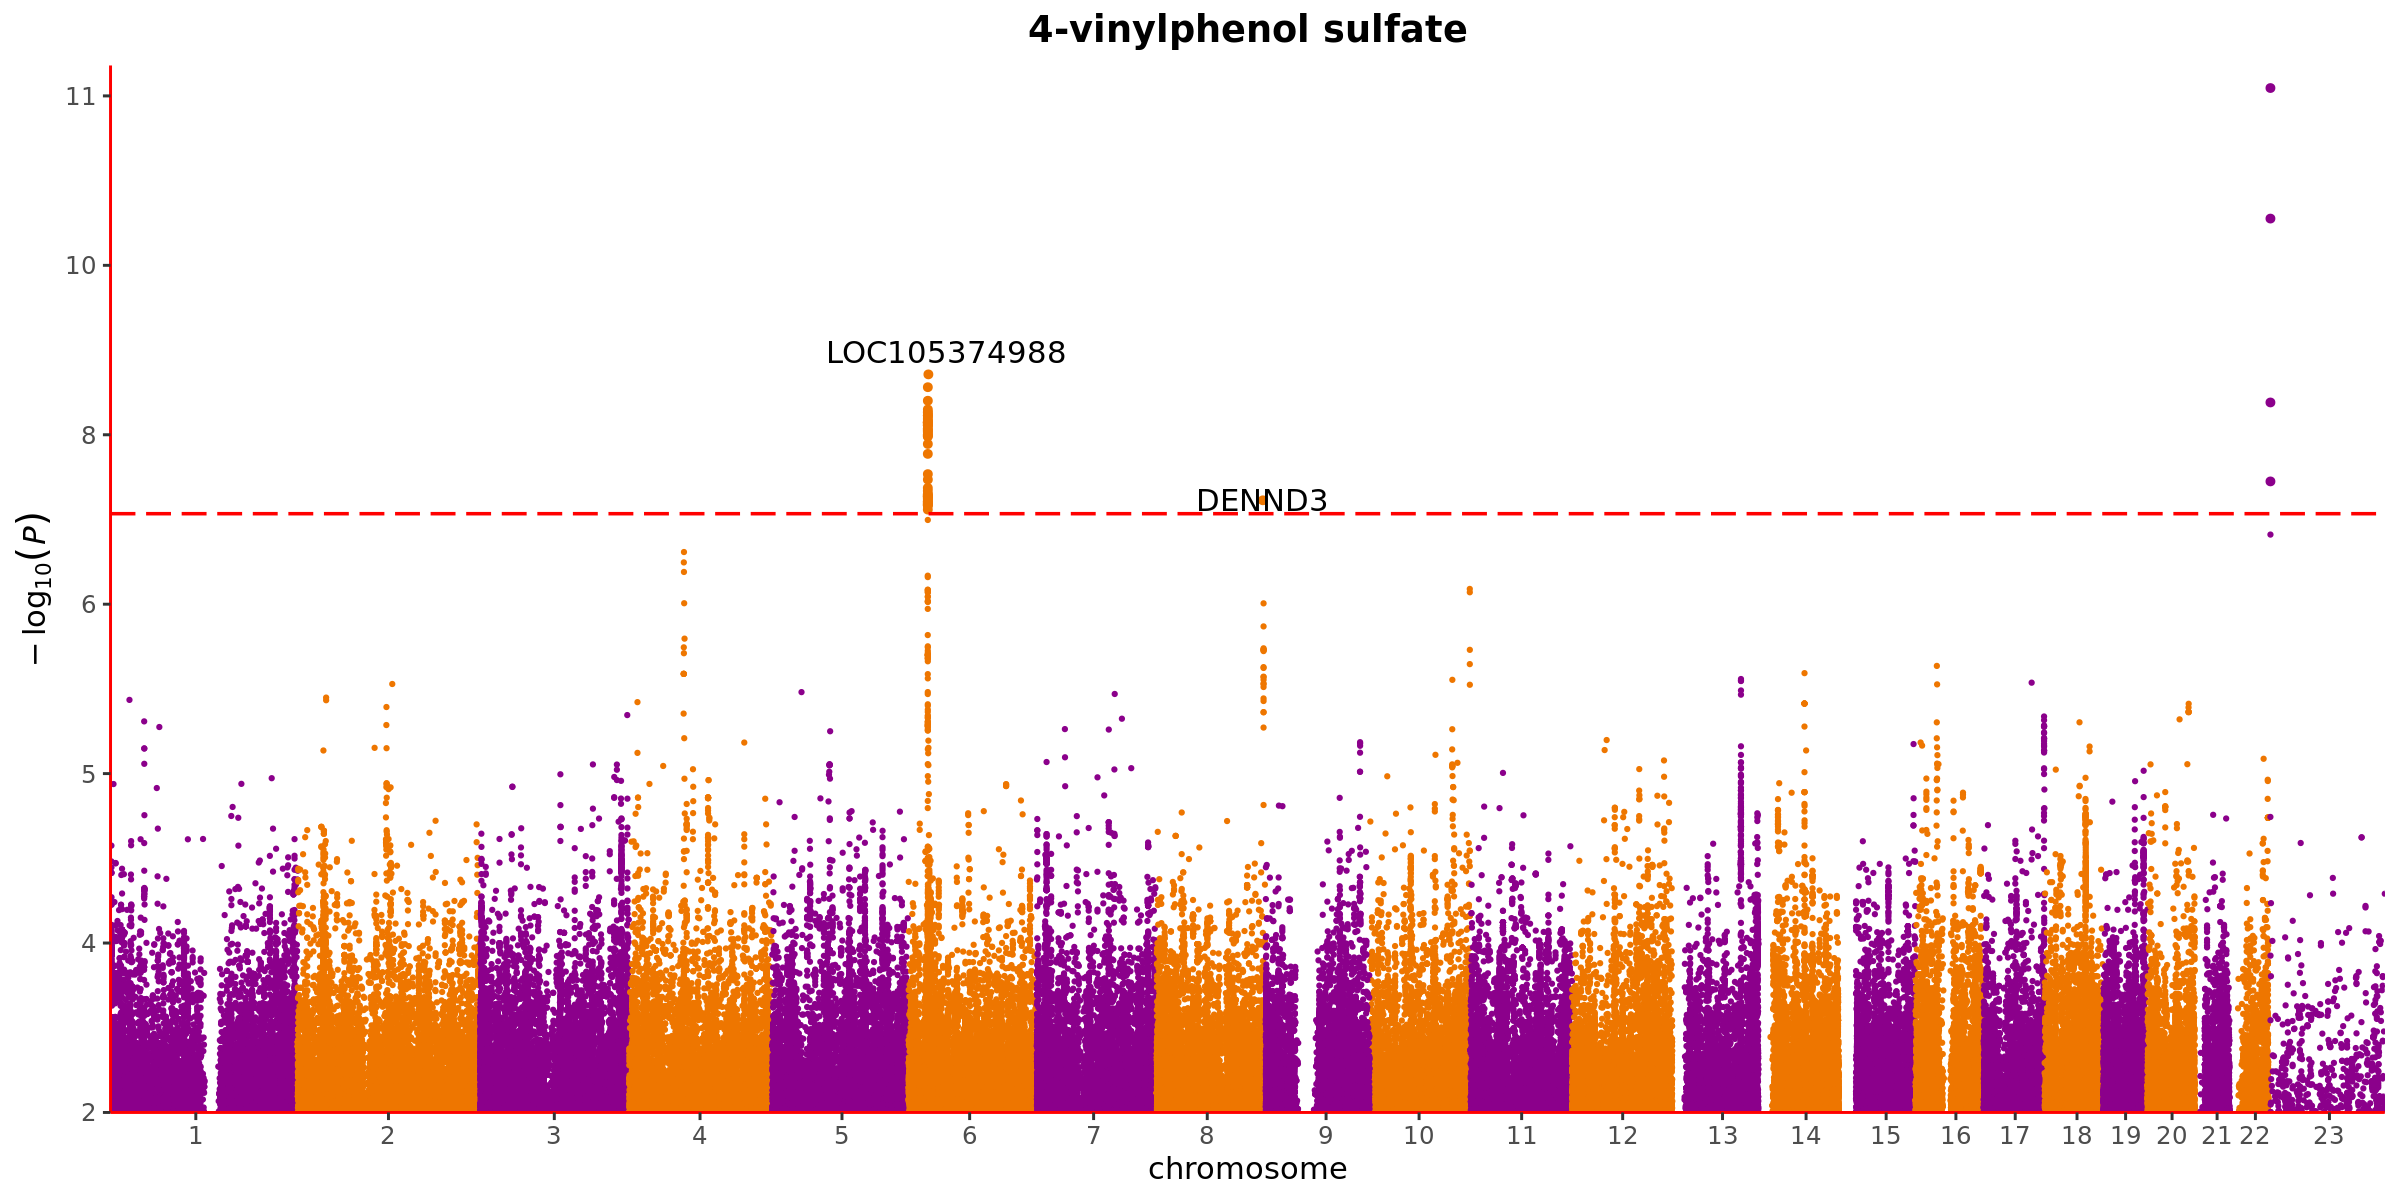 4-vinylphenol sulfate
11
10
8
6
5
4
2
− log10(P)
LOC105374988
DENND3
1 2 3 4 5 6 7 8 9 10 11 12 13 14 15 16 17 18 19 20 21 22 23
chromosome